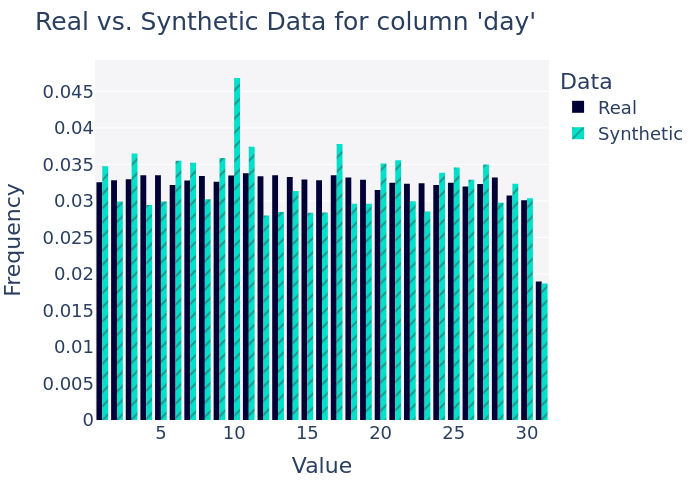 Real vs. Synthetic Data for column 'day'
Data
Real
Synthetic
Frequency
0.045
0.04
0.035
0.03
0.025
0.02
0.015
0.01
0.005
0
5
10
15
20
25
30
Value